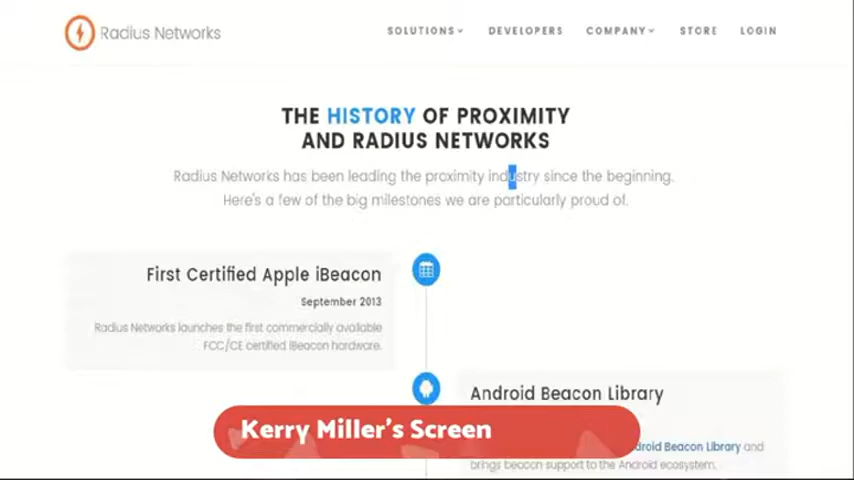 Radius Networks
SOLUTIONS DEVELOPERS COMPANY STORE LOGIN
THE HISTORY OF PROXIMITY
AND RADIUS NETWORKS
Radius Networks has been leading the proximity industry since the beginning.
Here's a few of the big milestones we are particularly proud of.
First Certified Apple iBeacon
September 2013
Radius Networks launches the first commercially available
FCC/CE certified iBeacon hardware.
Android Beacon Library
Kerry Miller's Screen
Beacon Library and
brings beacon support to the Android ecosystem.